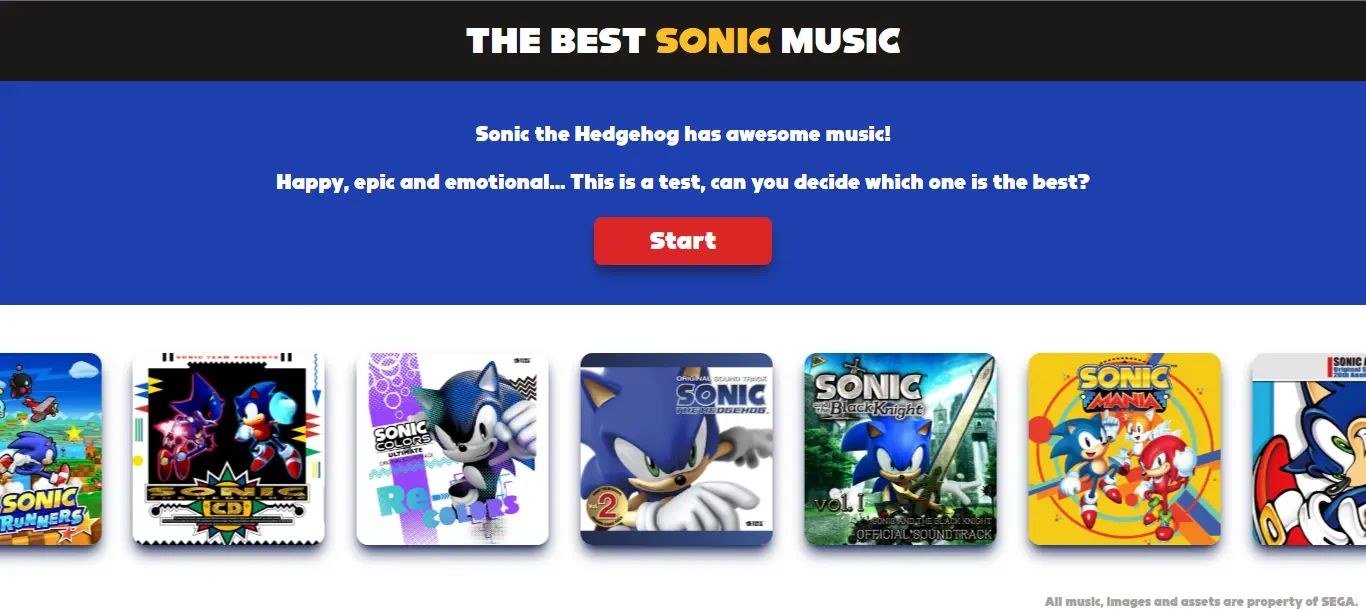 THE BEST SONIC MUSIC
Sonic the Hedgehog has awesome music!
Happy, epic and emotional... This is a test, can you decide which one is the best?
Start
SONIC
RUNNERS
SONIC TEAM PRESENTS
SONIC
THE HEDGEHOG
CD
SONIC
COLORS
ULTIMATE
Re-
COLORS
ORIGINAL SOUND TRACK
SONIC
THE HEDGEHOG.
2
SONIC
AND THE
Black Knight
vol.I
SONIC AND THE BLACK KNIGHT
OFFICIAL SOUNDTRACK
SONIC
MANIA
SONIC A
Original S
20th Anni
All music, images and assets are property of SEGA.